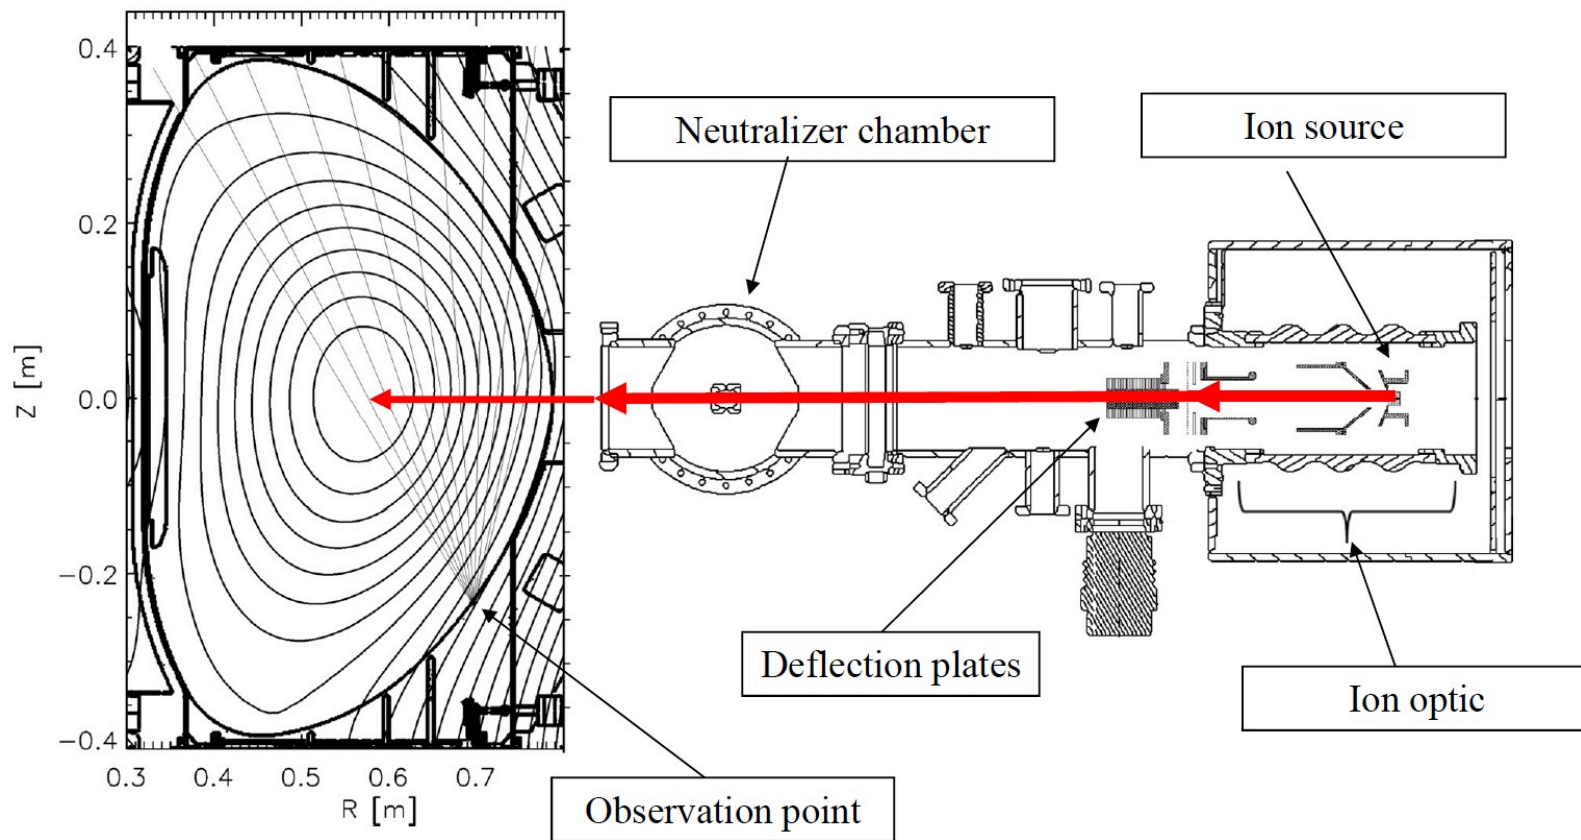 0.4
0.2
0.0
−0.2
−0.4
Z [m]
0.3 0.4 0.5 0.6 0.7
R [m]
Neutralizer chamber
Ion source
Deflection plates
Ion optic
Observation point